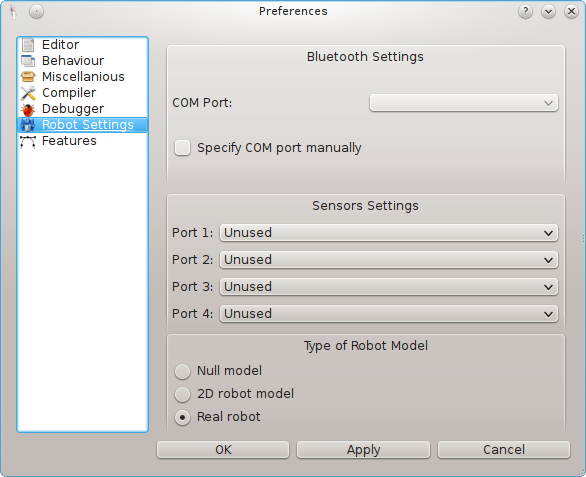 Preferences
Editor
Behaviour
Miscellanious
Compiler
Debugger
Robot Settings
Features
Bluetooth Settings
COM Port:
Specify COM port manually
Sensors Settings
Port 1: Unused
Port 2: Unused
Port 3: Unused
Port 4: Unused
Type of Robot Model
Null model
2D robot model
Real robot
OK Apply Cancel